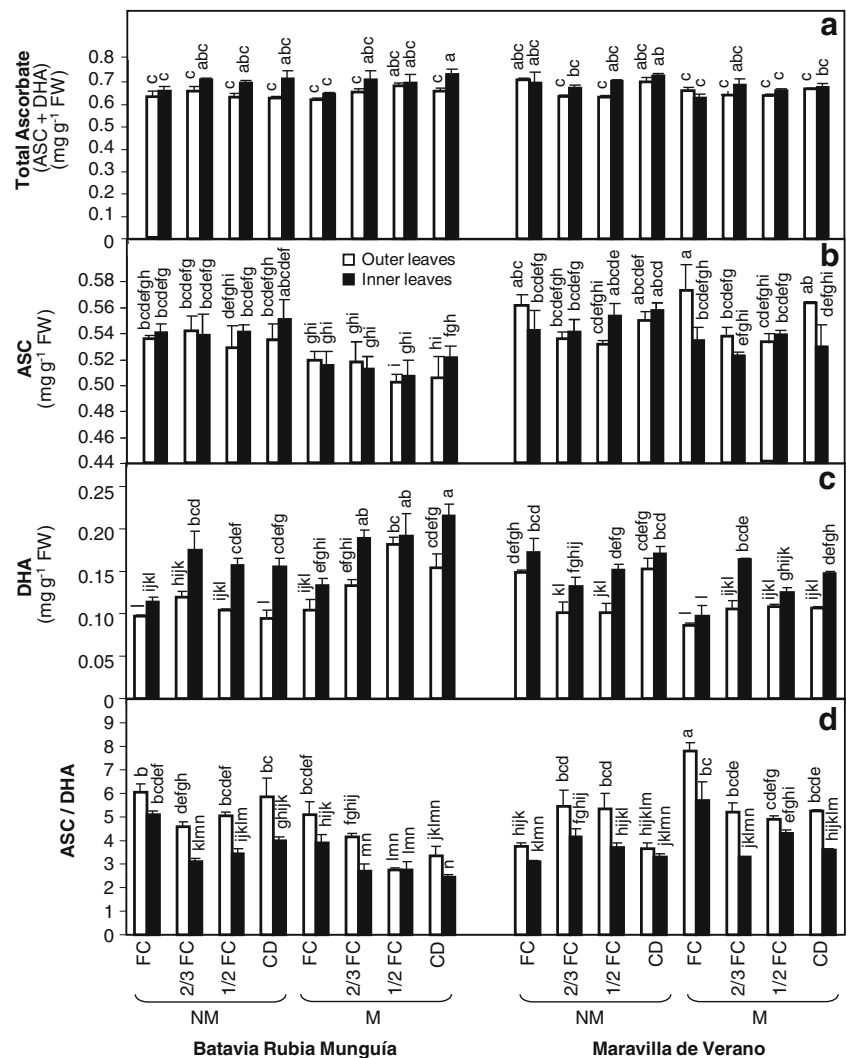 a
Total Ascorbate
(ASC + DHA)
(mg g-1 FW)
0.8
0.7
0.6
0.5
0.4
0.3
0.2
0.1
0
c c c abc c abc c abc c c c abc abc abc c a
abc abc c bc c abc abc ab c c c abc c c c bc
b
Outer leaves
Inner leaves
ASC
(mg g-1 FW)
0.58
0.56
0.54
0.52
0.50
0.48
0.46
0.44
bcdefgh bcdefg bcdefg bcdefg defghi bcdefg bcdefgh abcdef ghi ghi ghi ghi i ghi hi fgh
abc bcdefg bcdefgh bcdefg cdefghi abcde abcdef abcd a bcdefgh bcdefg efghi cdefghi bcdefg ab defghi
c
DHA
(mg g-1 FW)
0.25
0.20
0.15
0.10
0.05
0
l ijkl hijk bcd ijkl cdef l cdefg ijkl efghi efghi ab bc ab cdefg a
defgh bcd kl fghij jkl defg cdefg bcd l l ijkl bcde ijkl ghijk ijkl defgh
d
ASC / DHA
9
8
7
6
5
4
3
2
1
0
b bcdef defgh klmn bcdef ijklm bc ghijk bcdef hijk fghij mn lmn lmn jklmn n
hijk klmn bcd fghij bcd hijkl hijklm jklmn a bc bcde jklmn cdefg efghi bcde hijklm
FC 2/3 FC 1/2 FC CD FC 2/3 FC 1/2 FC CD FC 2/3 FC 1/2 FC CD FC 2/3 FC 1/2 FC CD
NM M NM M
Batavia Rubia Munguía Maravilla de Verano